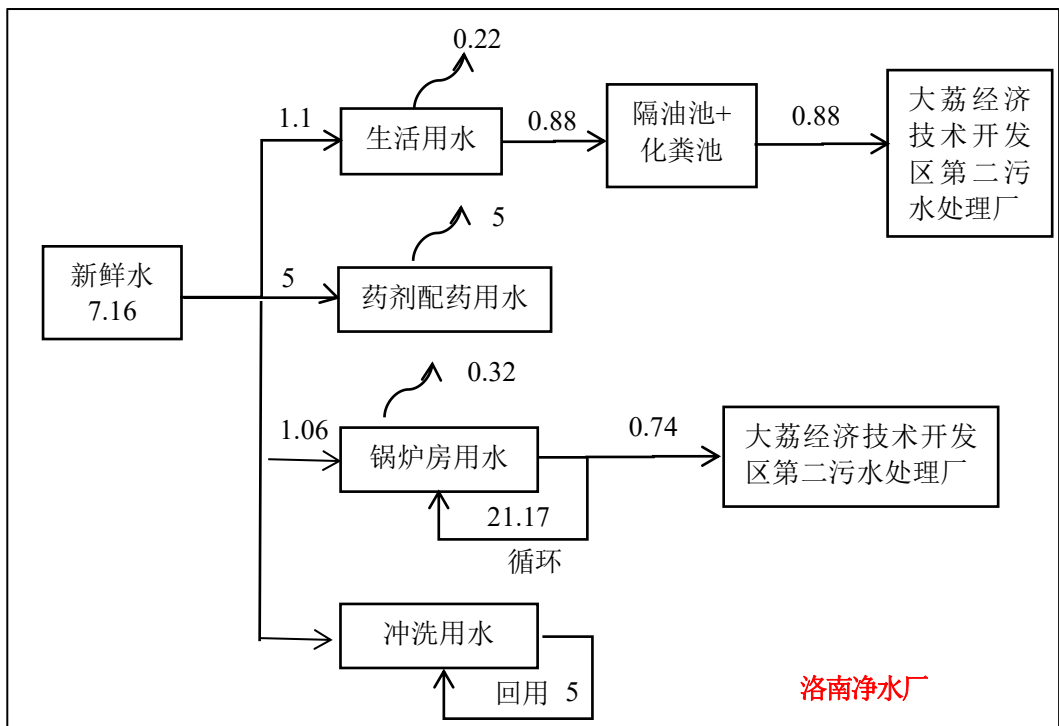 0.22
1.1
生活用水
0.88
隔油池+
化粪池
0.88
大荔经济
技术开发
区第二污
水处理厂
5
新鲜水
7.16
5
药剂配药用水
0.32
1.06
锅炉房用水
0.74
大荔经济技术开发
区第二污水处理厂
21.17
循环
冲洗用水
回用 5
洛南净水厂